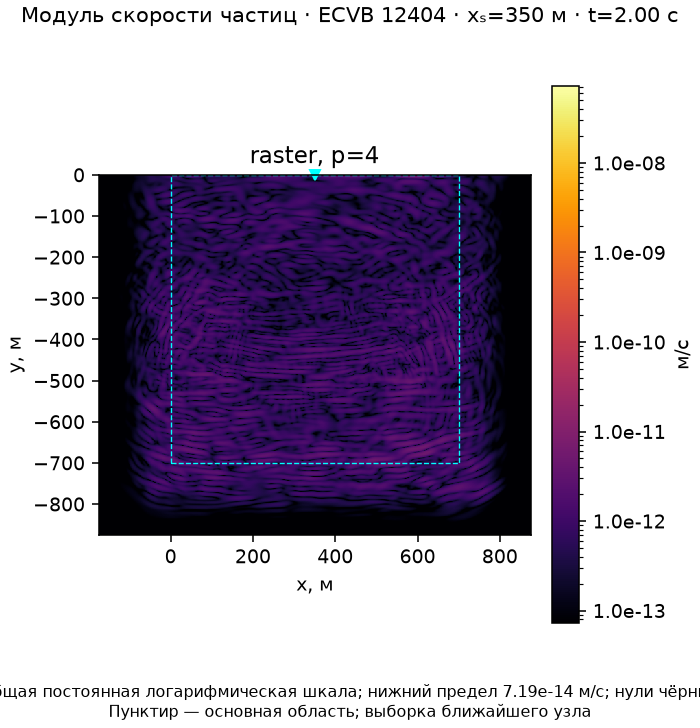 Модуль скорости частиц · ECVB 12404 · xₛ=350 м · t=2.00 с
raster, p=4
0
−100
−200
−300
−400
−500
−600
−700
−800
y, м
0 200 400 600 800
x, м
1.0e-08
1.0e-09
1.0e-10
1.0e-11
1.0e-12
1.0e-13
м/с
постоянная логарифмическая шкала; нижний предел 7.19e-14 м/с; нули
Пунктир — основная область; выборка ближайшего узла